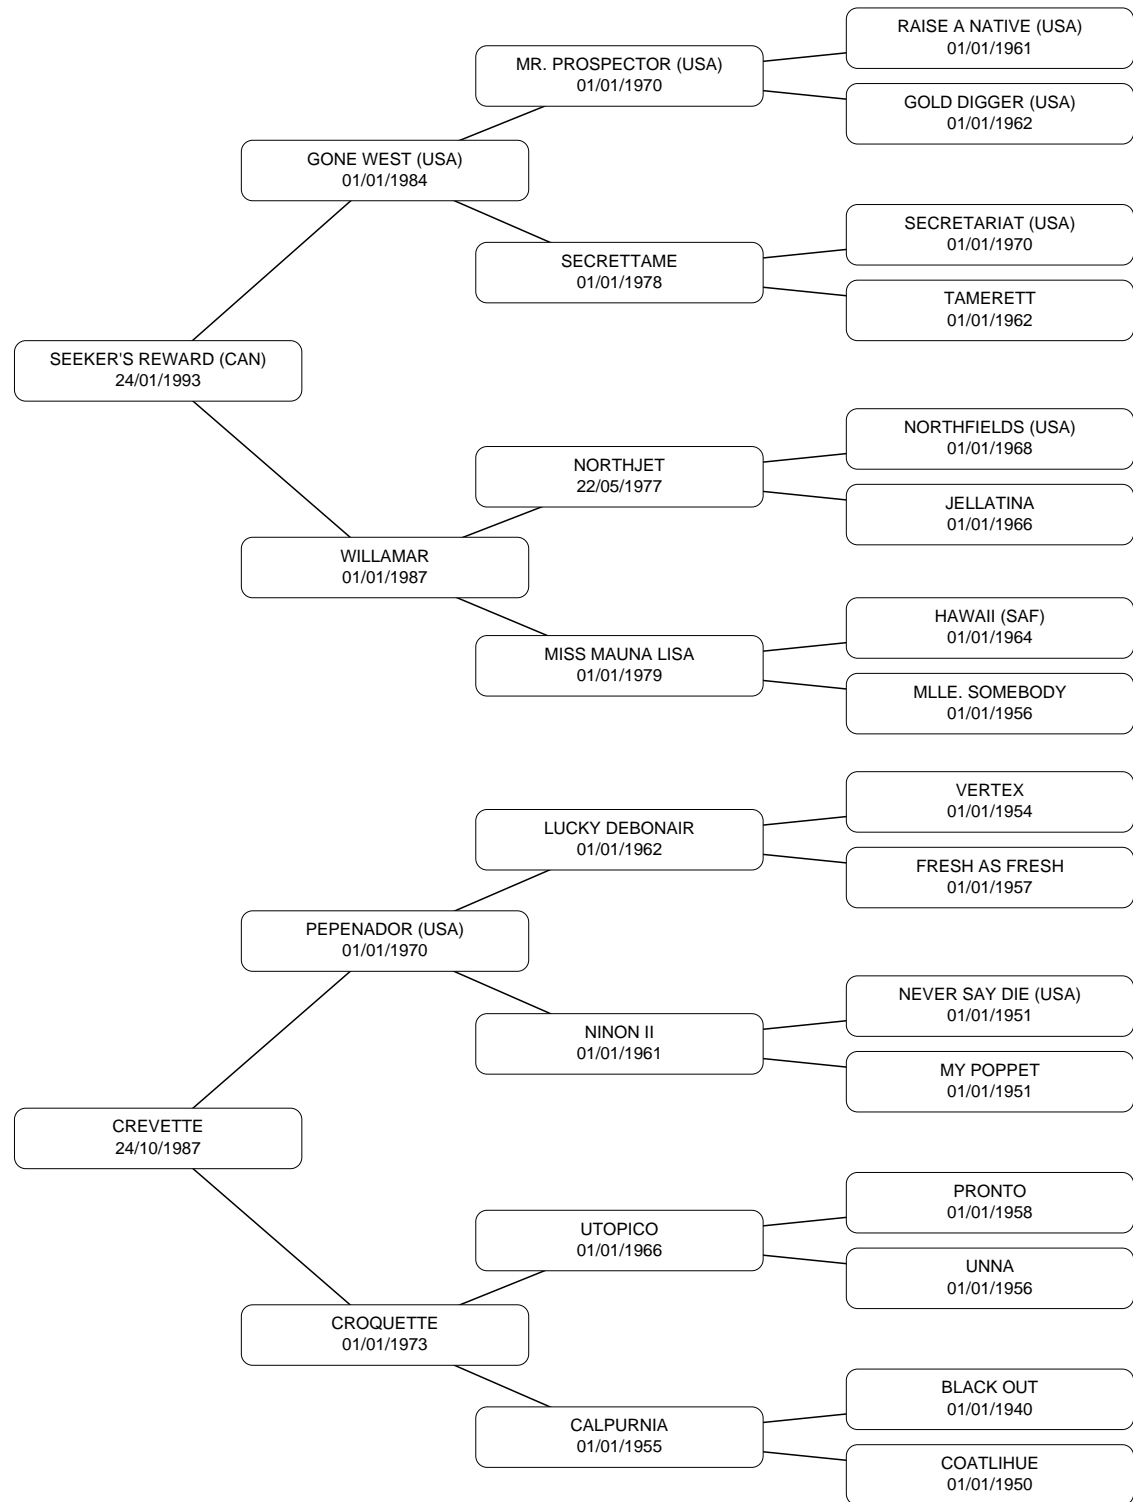 RAISE A NATIVE (USA)
01/01/1961
MR. PROSPECTOR (USA)
01/01/1970
GOLD DIGGER (USA)
01/01/1962
GONE WEST (USA)
01/01/1984
SECRETARIAT (USA)
01/01/1970
SECRETTAME
01/01/1978
TAMERETT
01/01/1962
SEEKER'S REWARD (CAN)
24/01/1993
NORTHFIELDS (USA)
01/01/1968
NORTHJET
22/05/1977
JELLATINA
01/01/1966
WILLAMAR
01/01/1987
HAWAII (SAF)
01/01/1964
MISS MAUNA LISA
01/01/1979
MLLE. SOMEBODY
01/01/1956
VERTEX
01/01/1954
LUCKY DEBONAIR
01/01/1962
FRESH AS FRESH
01/01/1957
PEPENADOR (USA)
01/01/1970
NEVER SAY DIE (USA)
01/01/1951
NINON II
01/01/1961
MY POPPET
01/01/1951
CREVETTE
24/10/1987
PRONTO
01/01/1958
UTOPICO
01/01/1966
UNNA
01/01/1956
CROQUETTE
01/01/1973
BLACK OUT
01/01/1940
CALPURNIA
01/01/1955
COATLIHUE
01/01/1950